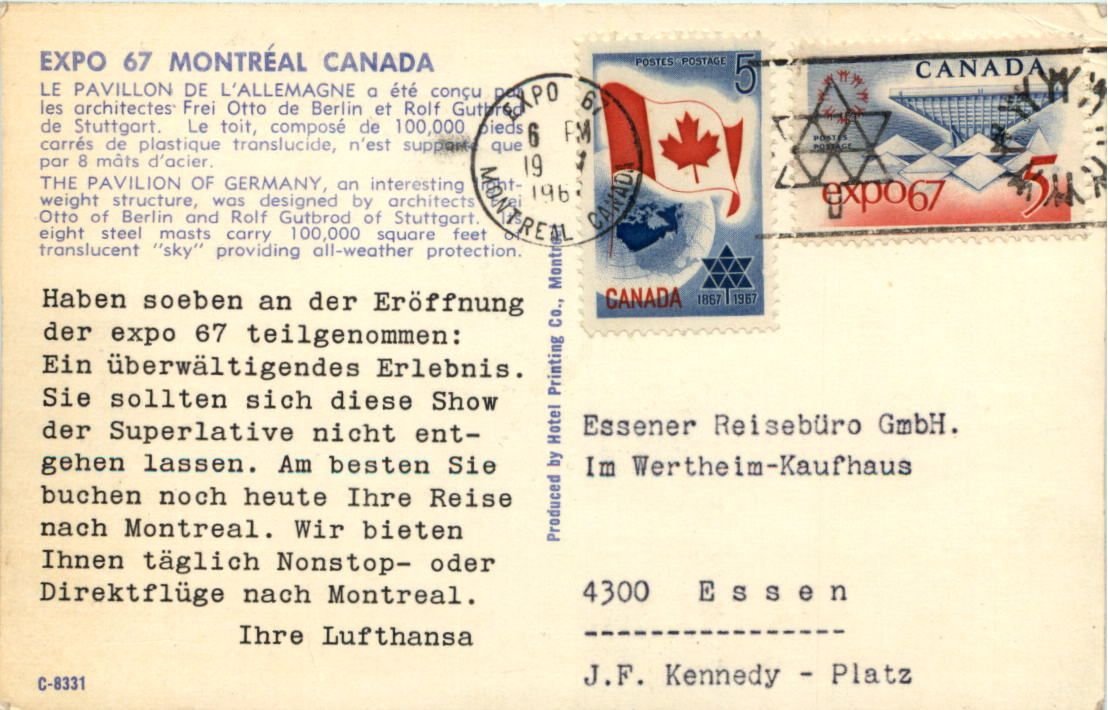 EXPO 67 MONTRÉAL CANADA
LE PAVILLON DE L'ALLEMAGNE a été conçu par
les architectes Frei Otto de Berlin et Rolf Gutbrod
de Stuttgart. Le toit, composé de 100,000 pieds
carrés de plastique translucide, n'est supporté que
par 8 mâts d'acier.
THE PAVILION OF GERMANY, an interesting light-
weight structure, was designed by architects Frei
Otto of Berlin and Rolf Gutbrod of Stuttgart.
eight steel masts carry 100,000 square feet of
translucent "sky" providing all-weather protection.
Haben soeben an der Eröffnung
der expo 67 teilgenommen:
Ein überwältigendes Erlebnis.
Sie sollten sich diese Show
der Superlative nicht ent-
gehen lassen. Am besten Sie
buchen noch heute Ihre Reise
nach Montreal. Wir bieten
Ihnen täglich Nonstop- oder
Direktflüge nach Montreal.
Ihre Lufthansa
C-8331
Produced by Hotel Printing Co., Montre
EXPO 67
6 PM
19
196
MONTREAL CANADA
POSTES POSTAGE 5
CANADA 1867 1967
CANADA
POSTES
POSTAGE
expo67 5
Essener Reisebüro GmbH.
Im Wertheim-Kaufhaus
4300 Essen
----------------
J.F. Kennedy - Platz